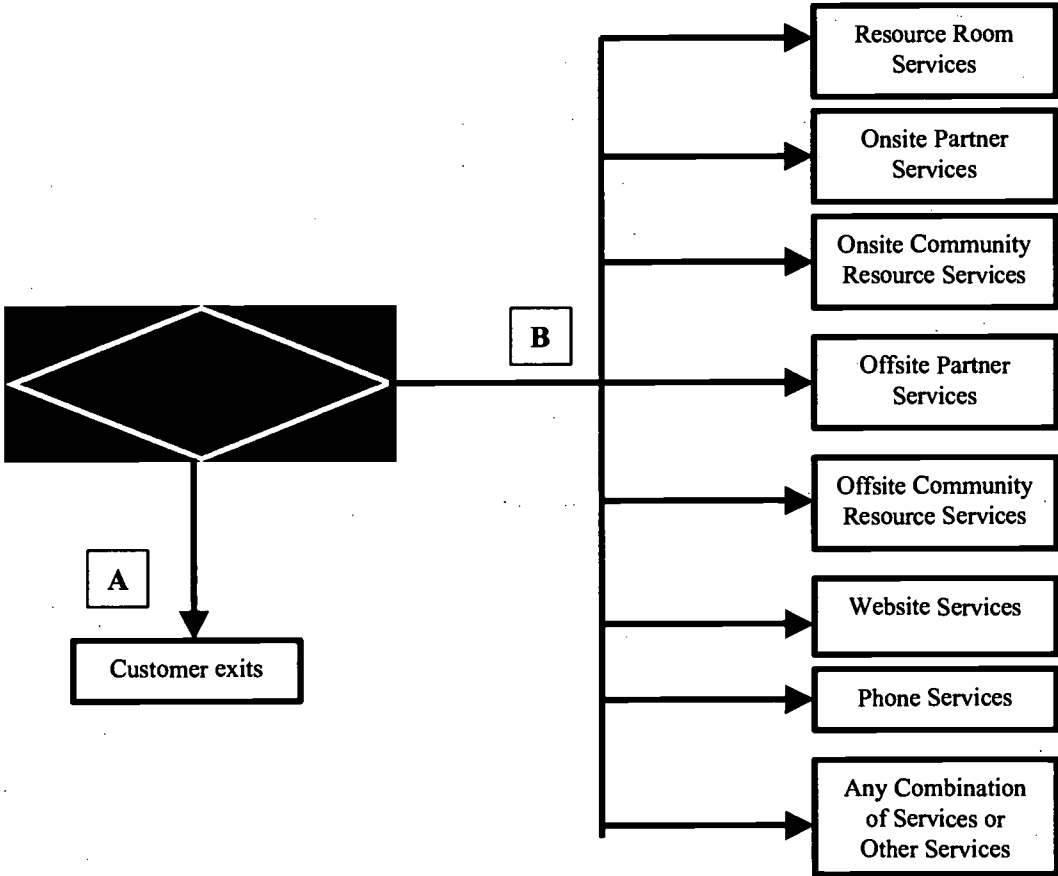 Resource Room
Services
Onsite Partner
Services
Onsite Community
Resource Services
B
Offsite Partner
Services
Offsite Community
Resource Services
A
Website Services
Customer exits
Phone Services
Any Combination
of Services or
Other Services